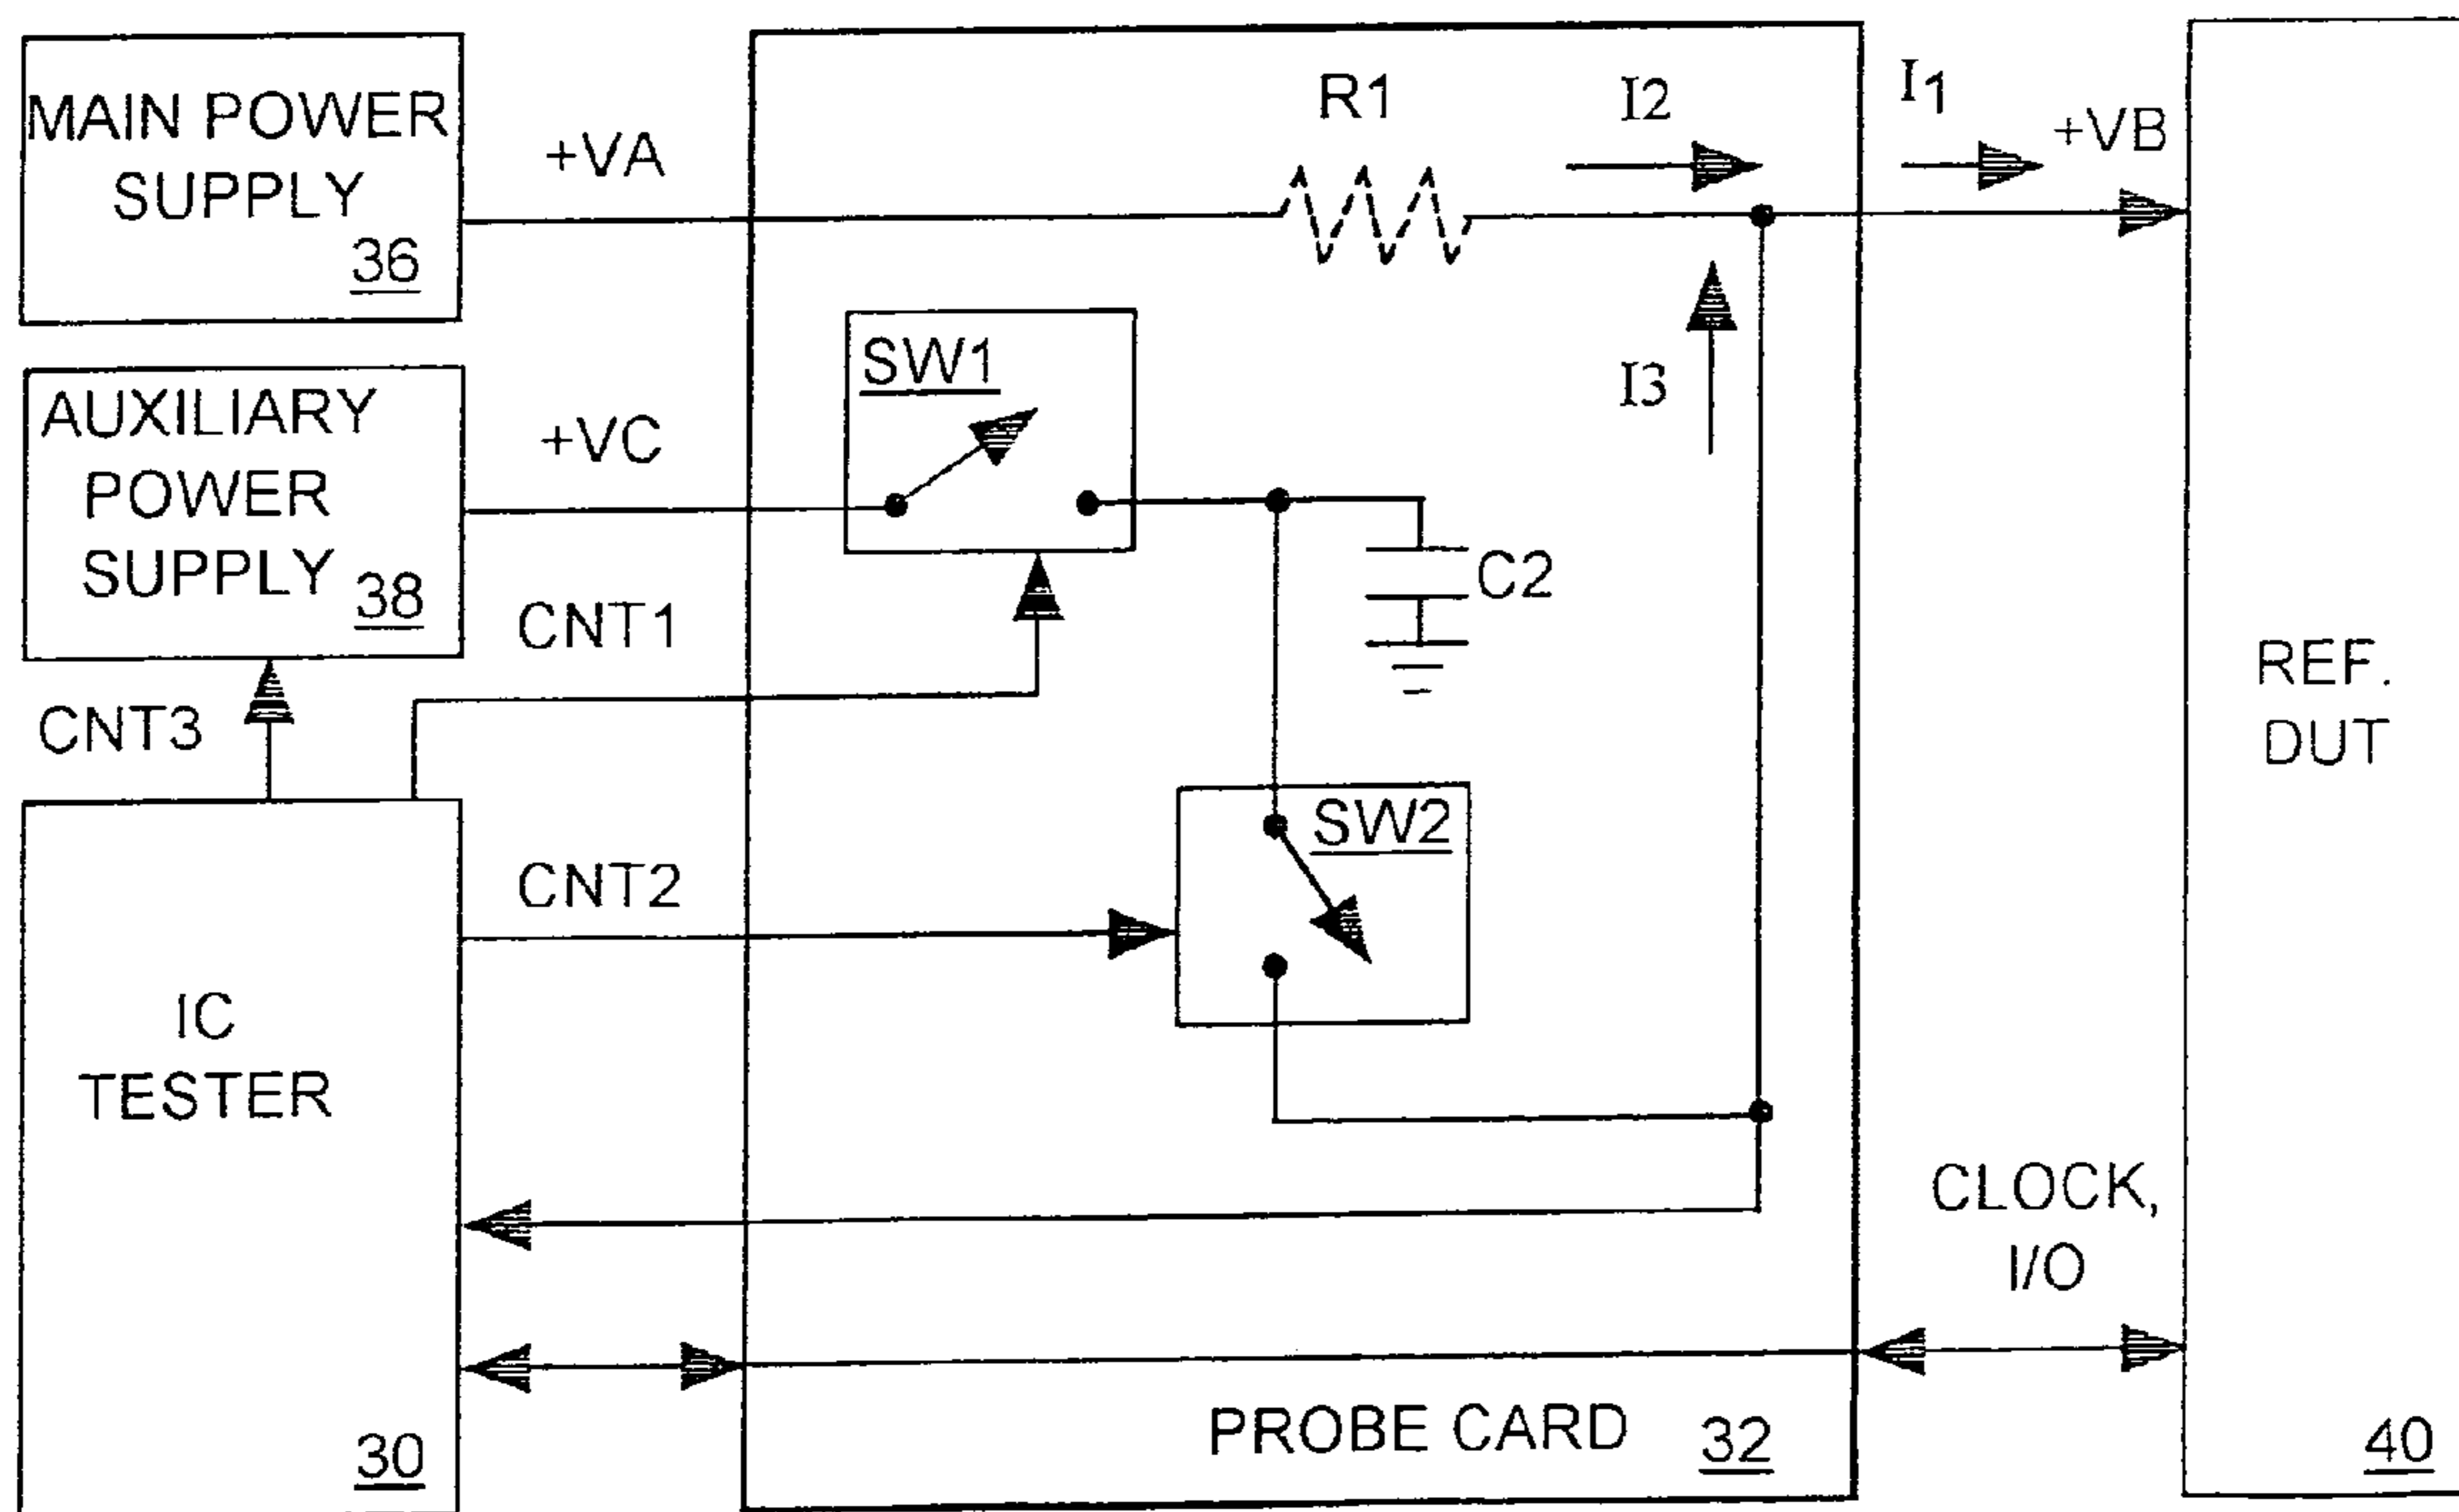 MAIN POWER
SUPPLY
36
+VA
R1
I2
I1
+VB
AUXILIARY
POWER
SUPPLY
38
+VC
SW1
I3
C2
CNT1
CNT3
REF.
DUT
CNT2
SW2
IC
TESTER
CLOCK,
I/O
30
PROBE CARD
32
40